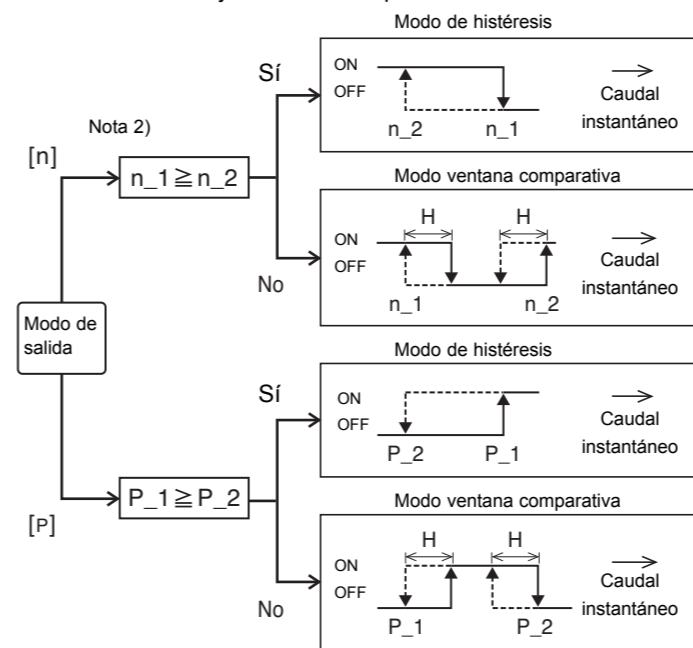 Modo de histéresis
Sí
ON
OFF
n_2
n_1
Caudal
instantáneo
Nota 2)
[n]
n_1≧n_2
Modo ventana comparativa
H
H
ON
OFF
No
n_1
n_2
Caudal
instantáneo
Modo de
salida
Modo de histéresis
Sí
ON
OFF
P_2
P_1
Caudal
instantáneo
P_1≧P_2
[P]
Modo ventana comparativa
H
H
ON
OFF
No
P_1
P_2
Caudal
instantáneo